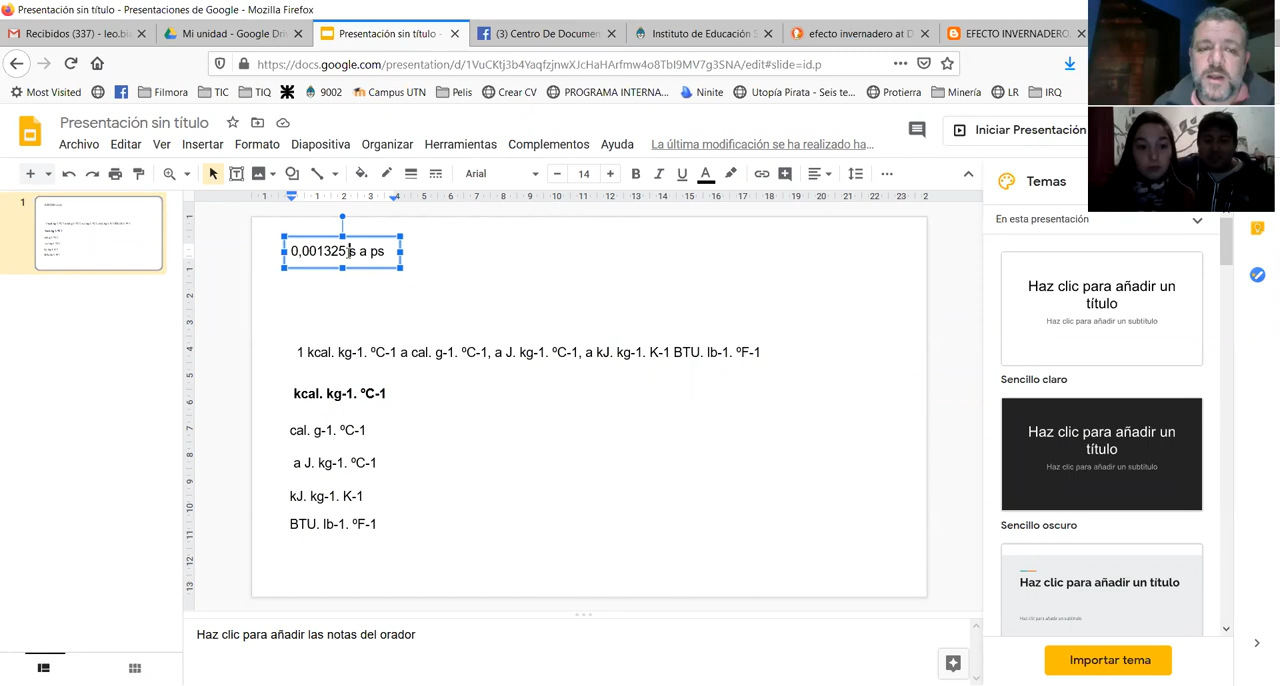 Presentación sin título - Presentaciones de Google - Mozilla Firefox
Recibidos (337) - leo.bl
Mi unidad - Google Dri
Presentación sin título -
(3) Centro De Documen
Instituto de Educación S
efecto invernadero at D
EFECTO INVERNADERO.
https://docs.google.com/presentation/d/1VuCKtj3b4YaqfzjnwXJcHaHArfmw4o8TbI9MV7g3SNA/edit#slide=id.p
Most Visited
Filmora
TIC
TIQ
9002
Campus UTN
Pelis
Crear CV
PROGRAMA INTERNA...
Ninite
Utopía Pirata - Seis te...
Protierra
Minería
LR
IRQ
Presentación sin título
Iniciar Presentación
Archivo Editar Ver Insertar Formato Diapositiva Organizar Herramientas Complementos Ayuda La última modificación se ha realizado ha...
Arial
14
B I U A
Temas
En esta presentación
1
0,001325 s a ps
1 kcal. kg-1. ºC-1 a cal. g-1. ºC-1, a J. kg-1. ºC-1, a kJ. kg-1. K-1 BTU. lb-1. ºF-1
kcal. kg-1. ºC-1
cal. g-1. ºC-1
a J. kg-1. ºC-1
kJ. kg-1. K-1
BTU. lb-1. ºF-1
Haz clic para añadir un
título
Haz clic para añadir un subtítulo
Sencillo claro
Haz clic para añadir un
título
Haz clic para añadir un subtítulo
Sencillo oscuro
Haz clic para añadir un título
Haz clic para añadir un subtítulo
Haz clic para añadir las notas del orador
Importar tema